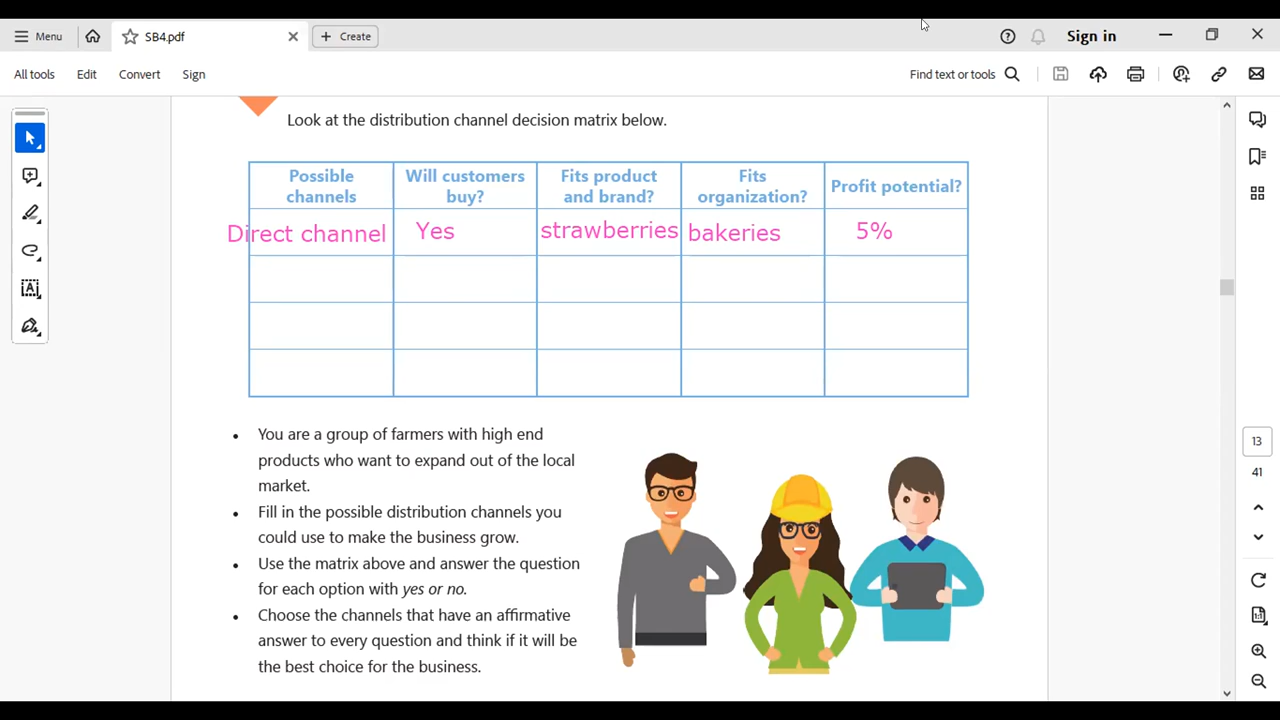 Menu
SB4.pdf
Create
Sign in
All tools
Edit
Convert
Sign
Find text or tools
Look at the distribution channel decision matrix below.
Possible channels
Will customers buy?
Fits product and brand?
Fits organization?
Profit potential?
Direct channel
Yes
strawberries
bakeries
5%
You are a group of farmers with high end
products who want to expand out of the local
market.
Fill in the possible distribution channels you
could use to make the business grow.
Use the matrix above and answer the question
for each option with yes or no.
Choose the channels that have an affirmative
answer to every question and think if it will be
the best choice for the business.
13
41